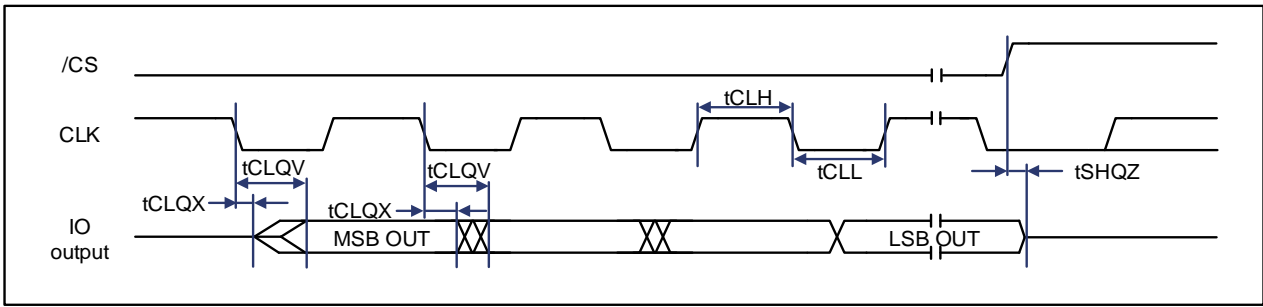 /CS
tCLH
CLK
tCLQV
tCLQV
tCLL
tSHQZ
tCLQX
tCLQX
IO
output
MSB OUT
LSB OUT